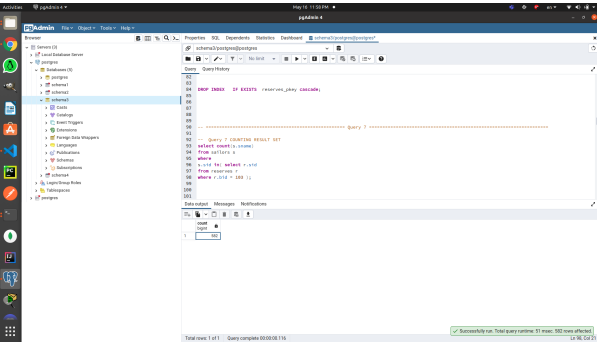 Activities
pgAdmin 4
May 16 11:58 PM
en
pgAdmin 4
pgAdmin
File
Object
Tools
Help
Browser
Properties SQL Dependents Statistics Dashboard schema3/postgres@postgres*
Servers (3)
Local Database Server
postgres
Databases (5)
postgres
schema1
schema2
schema3
Casts
Catalogs
Event Triggers
Extensions
Foreign Data Wrappers
Languages
Publications
Schemas
Subscriptions
schema4
Login/Group Roles
Tablespaces
postgres
schema3/postgres@postgres
No limit
Query Query History
82
83
84 DROP INDEX IF EXISTS reserves_pkey cascade;
85
86
87
88
89
90 -- Query 7
91
92 -- Query 7 COUNTING RESULT SET
93 select count(s.sname)
94 from sailors s
95 where
96 s.sid in( select r.sid
97 from reserves r
98 where r.bid = 103 );
99
100
101
Data output Messages Notifications
count
bigint
1
Successfully run. Total query runtime: 51 msec. 502 rows affected.
Total rows: 1 of 1 Query complete 00:00:00.116
Ln 98, Col 21